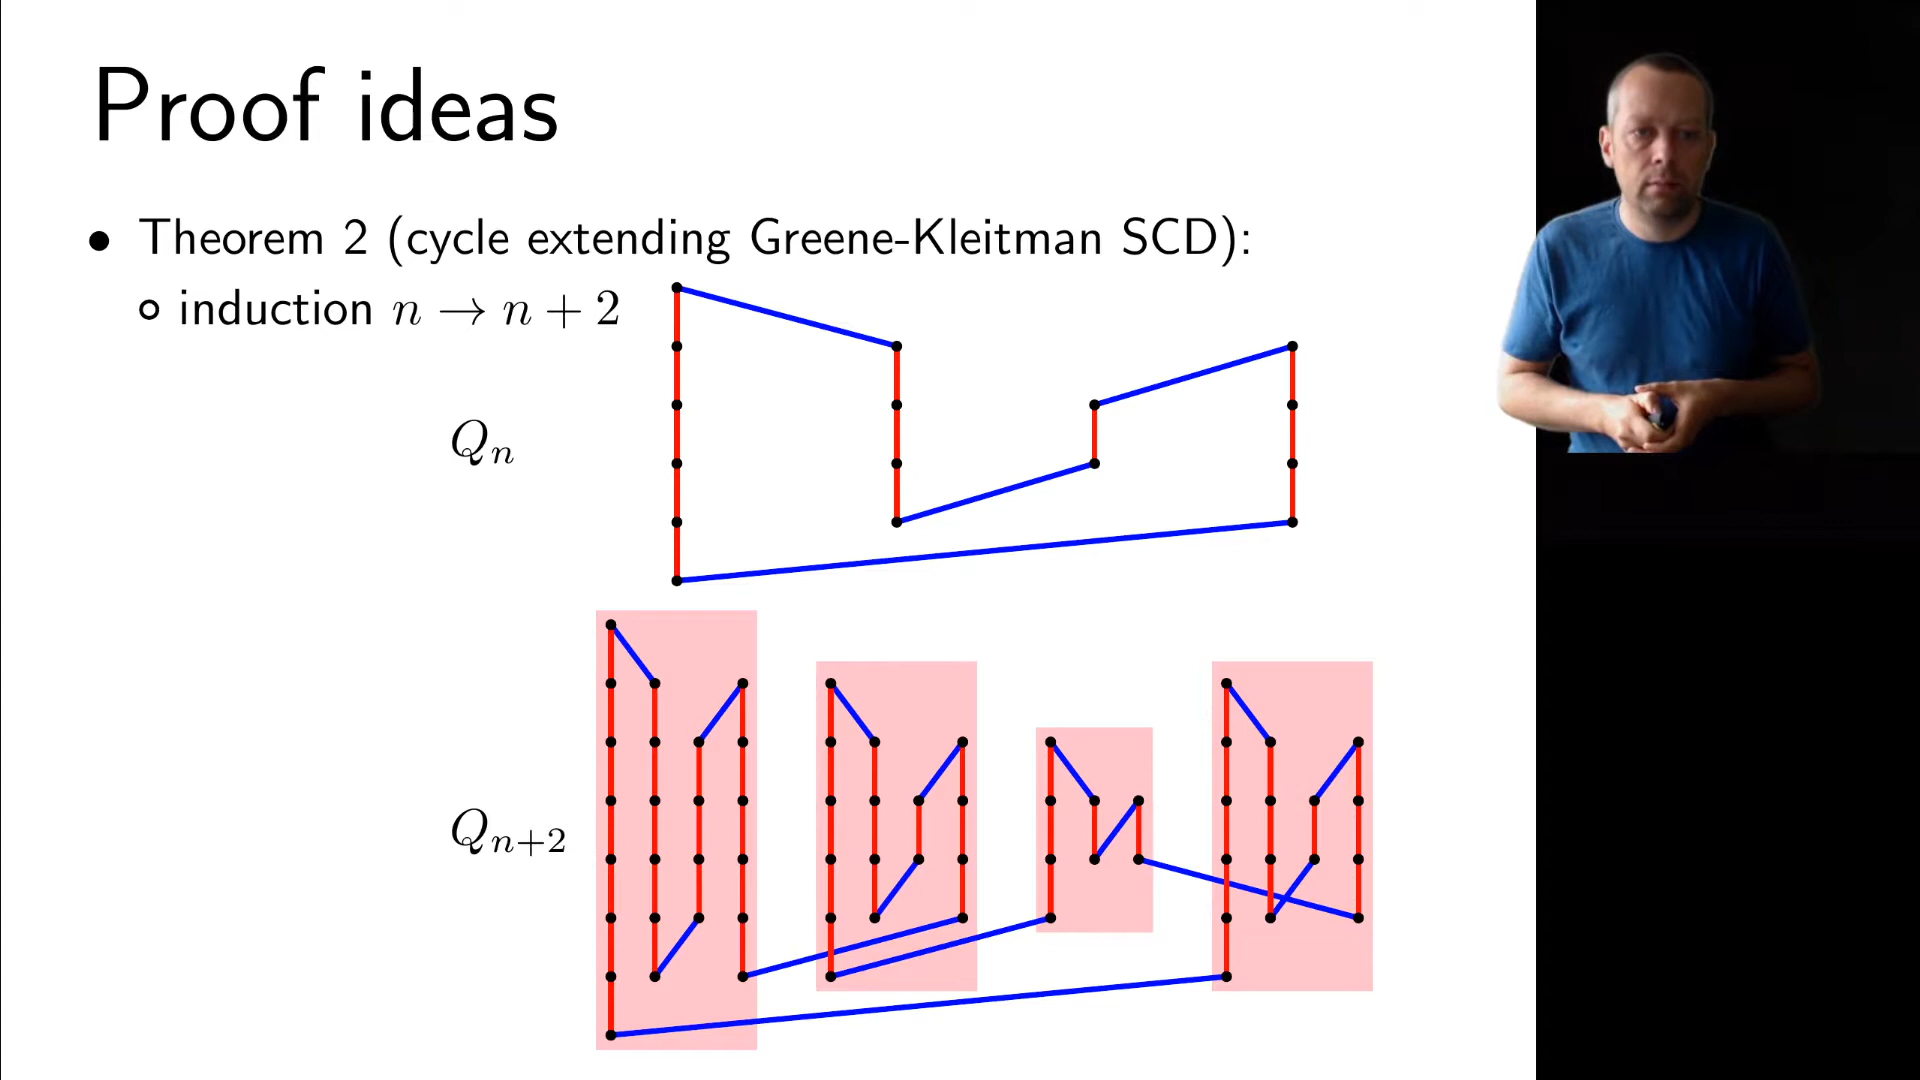 Proof ideas
• Theorem 2 (cycle extending Greene-Kleitman SCD):
∘ induction n → n + 2
Qₙ
Qₙ₊₂